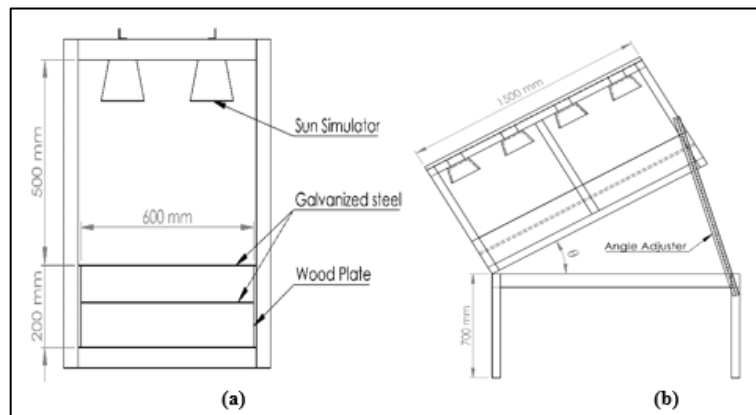 500 mm
Sun Simulator
Galvanized steel
600 mm
Wood Plate
200 mm
(a)
1500 mm
Angle Adjuster
θ
700 mm
(b)